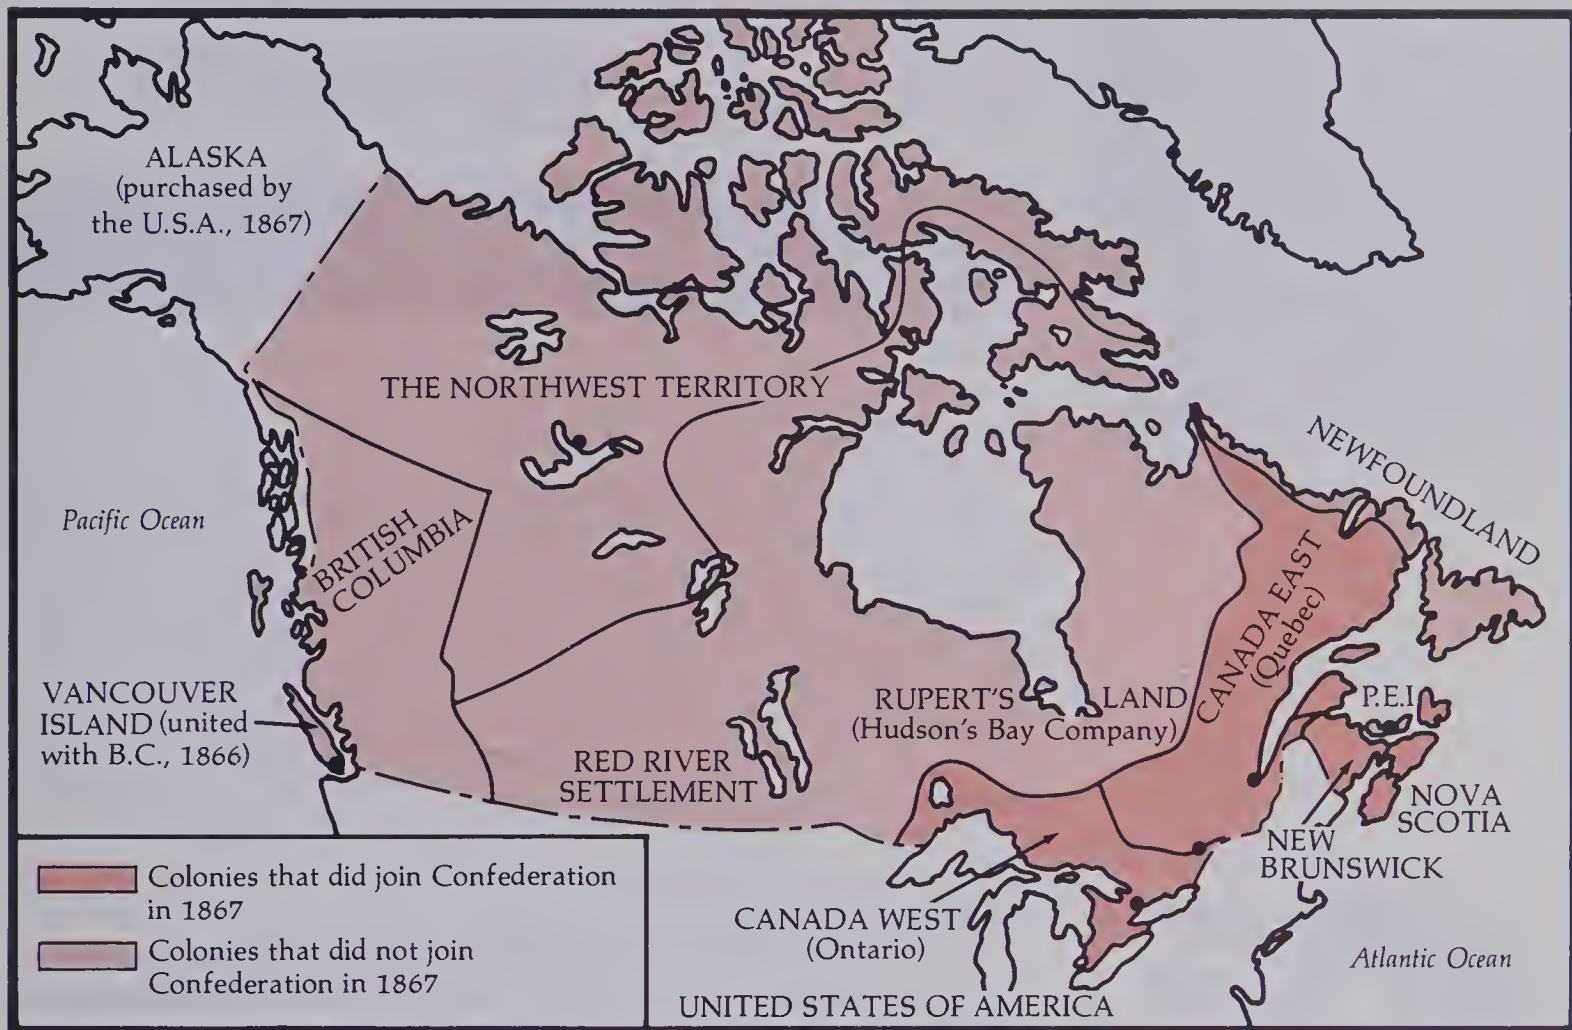 ALASKA
(purchased by
the U.S.A., 1867)
THE NORTHWEST TERRITORY
NEWFOUNDLAND
Pacific Ocean
BRITISH
COLUMBIA
CANADA EAST
(Quebec)
VANCOUVER
ISLAND (united
with B.C., 1866)
RUPERT'S LAND
(Hudson's Bay Company)
P.E.I
RED RIVER
SETTLEMENT
NOVA
SCOTIA
NEW
BRUNSWICK
CANADA WEST
(Ontario)
Atlantic Ocean
UNITED STATES OF AMERICA
Colonies that did join Confederation
in 1867
Colonies that did not join
Confederation in 1867